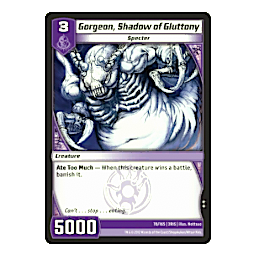 3 Gorgeon, Shadow of Gluttony
Specter
Creature
Ate Too Much — When this creature wins a battle,
banish it.
Can't . . . stop . . . eating.
5000